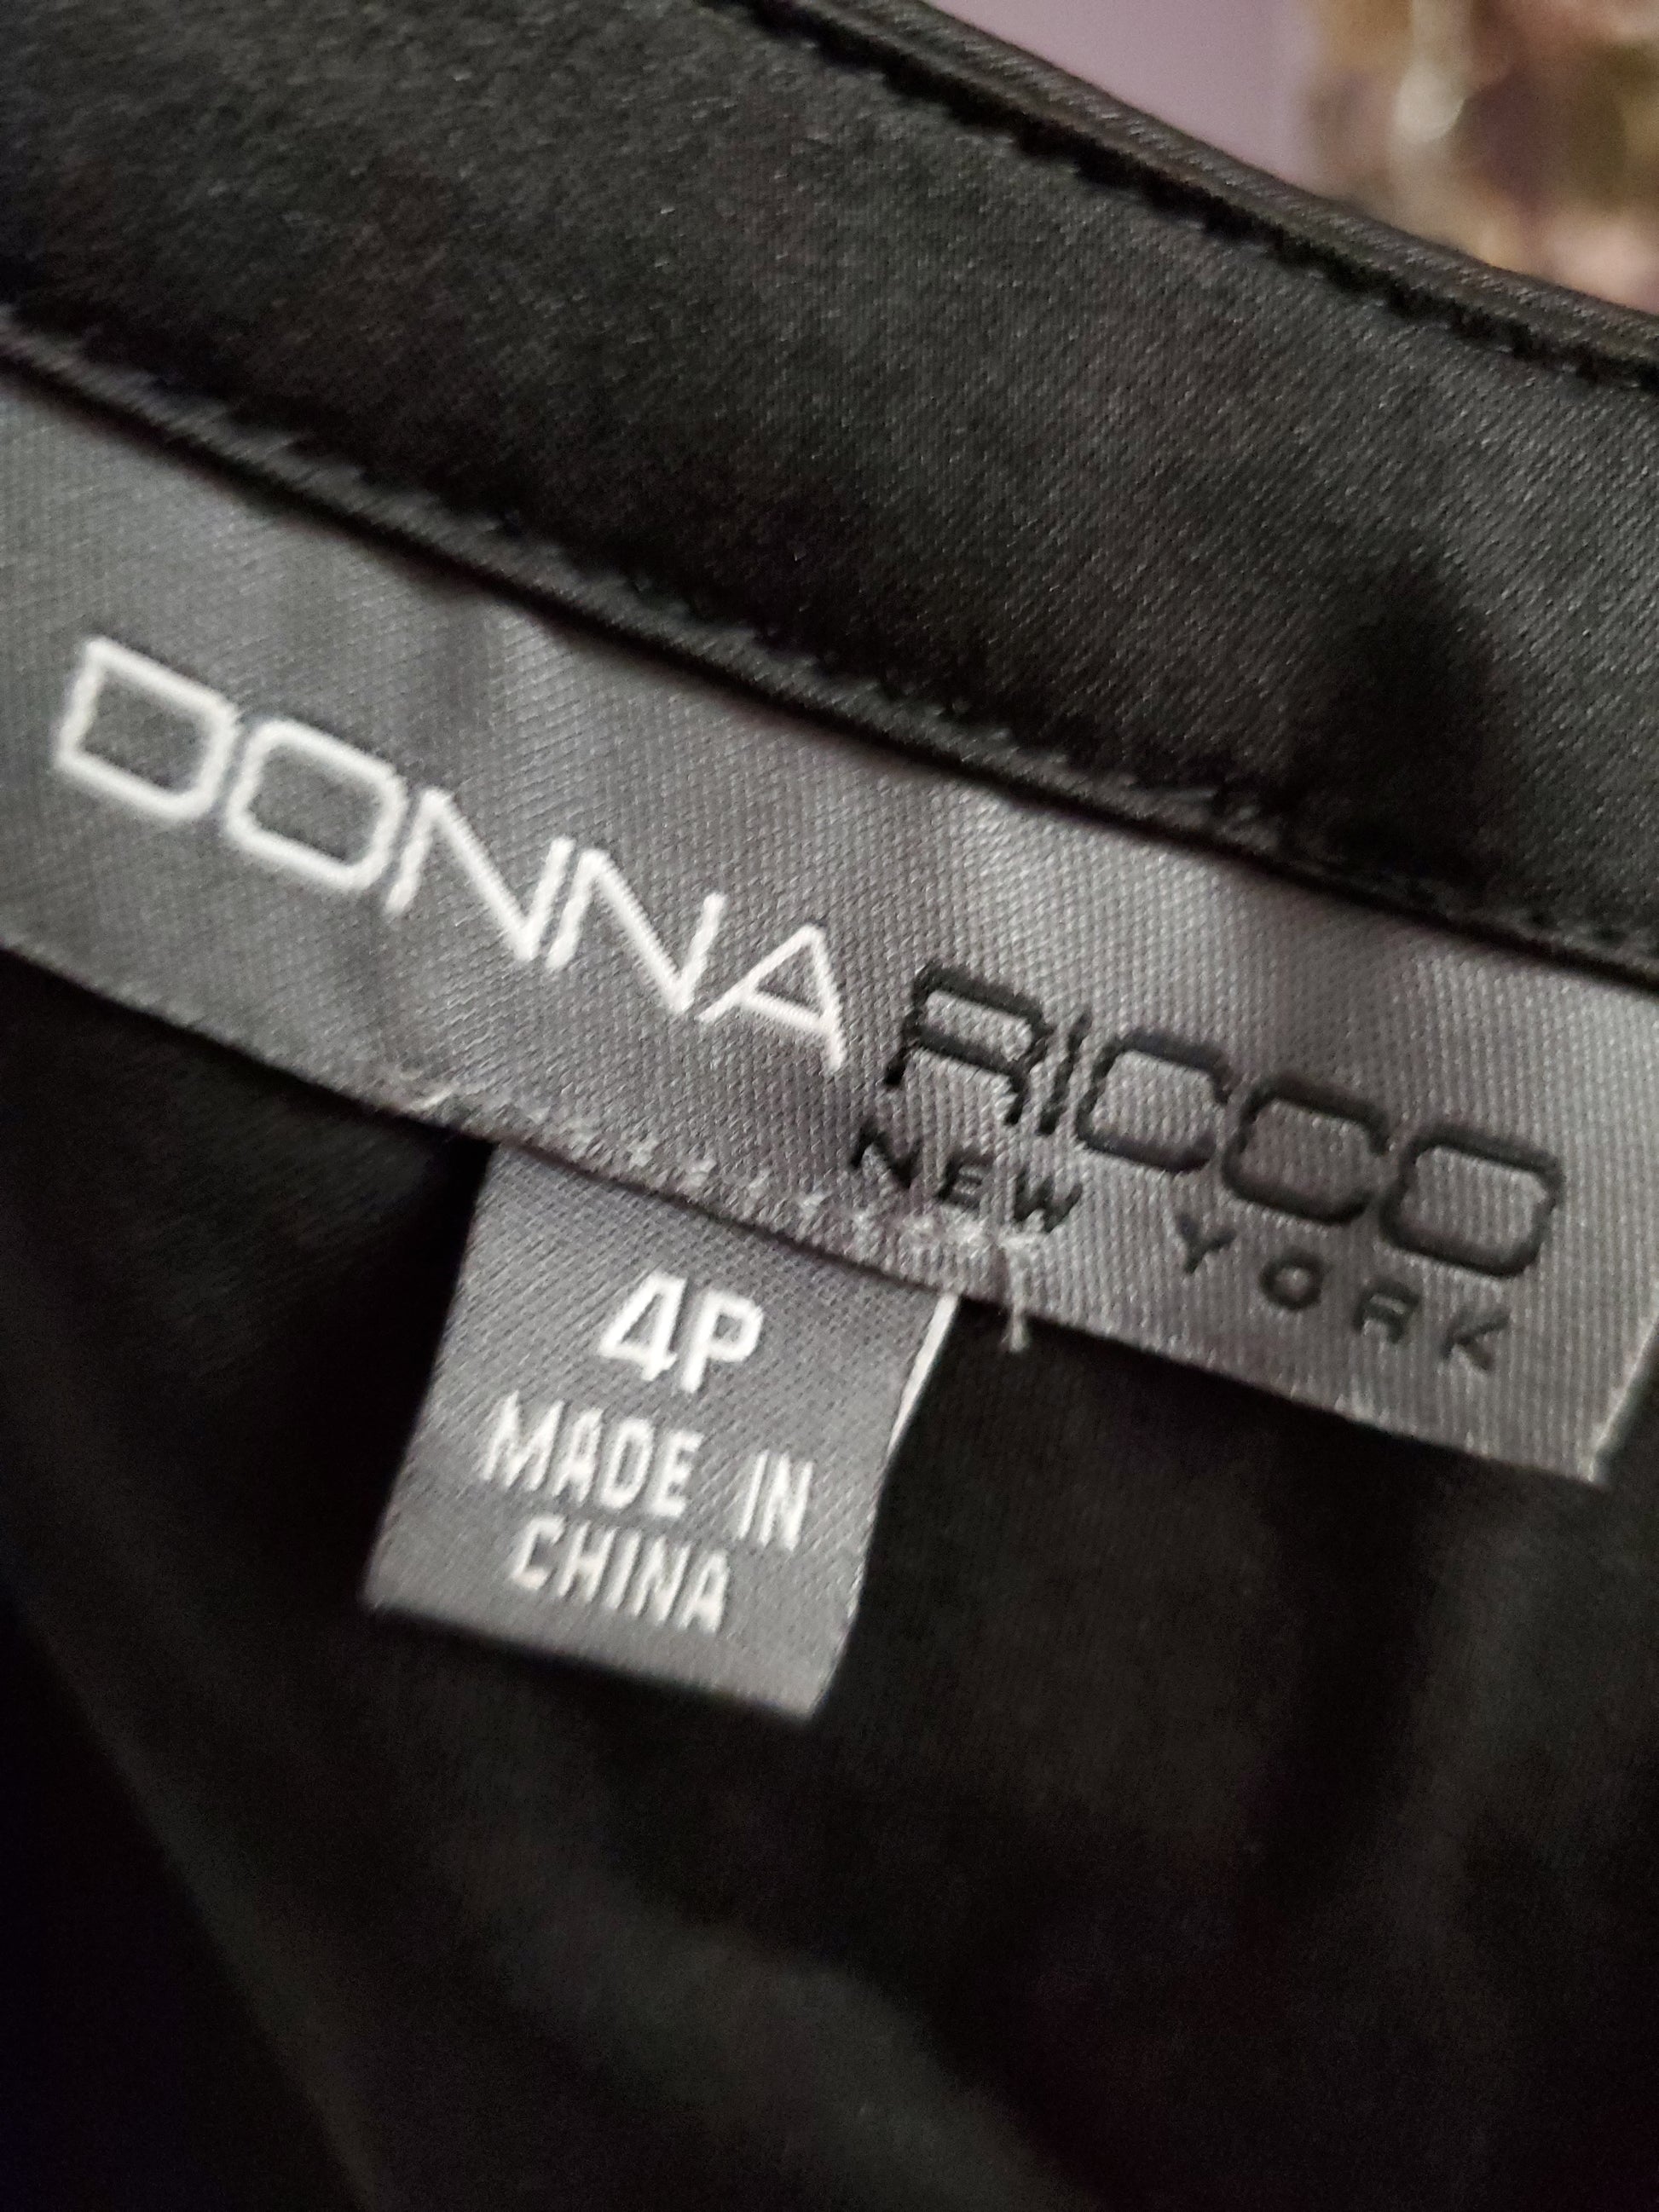 DONNA RICCO
NEW YORK
4P
MADE IN
CHINA